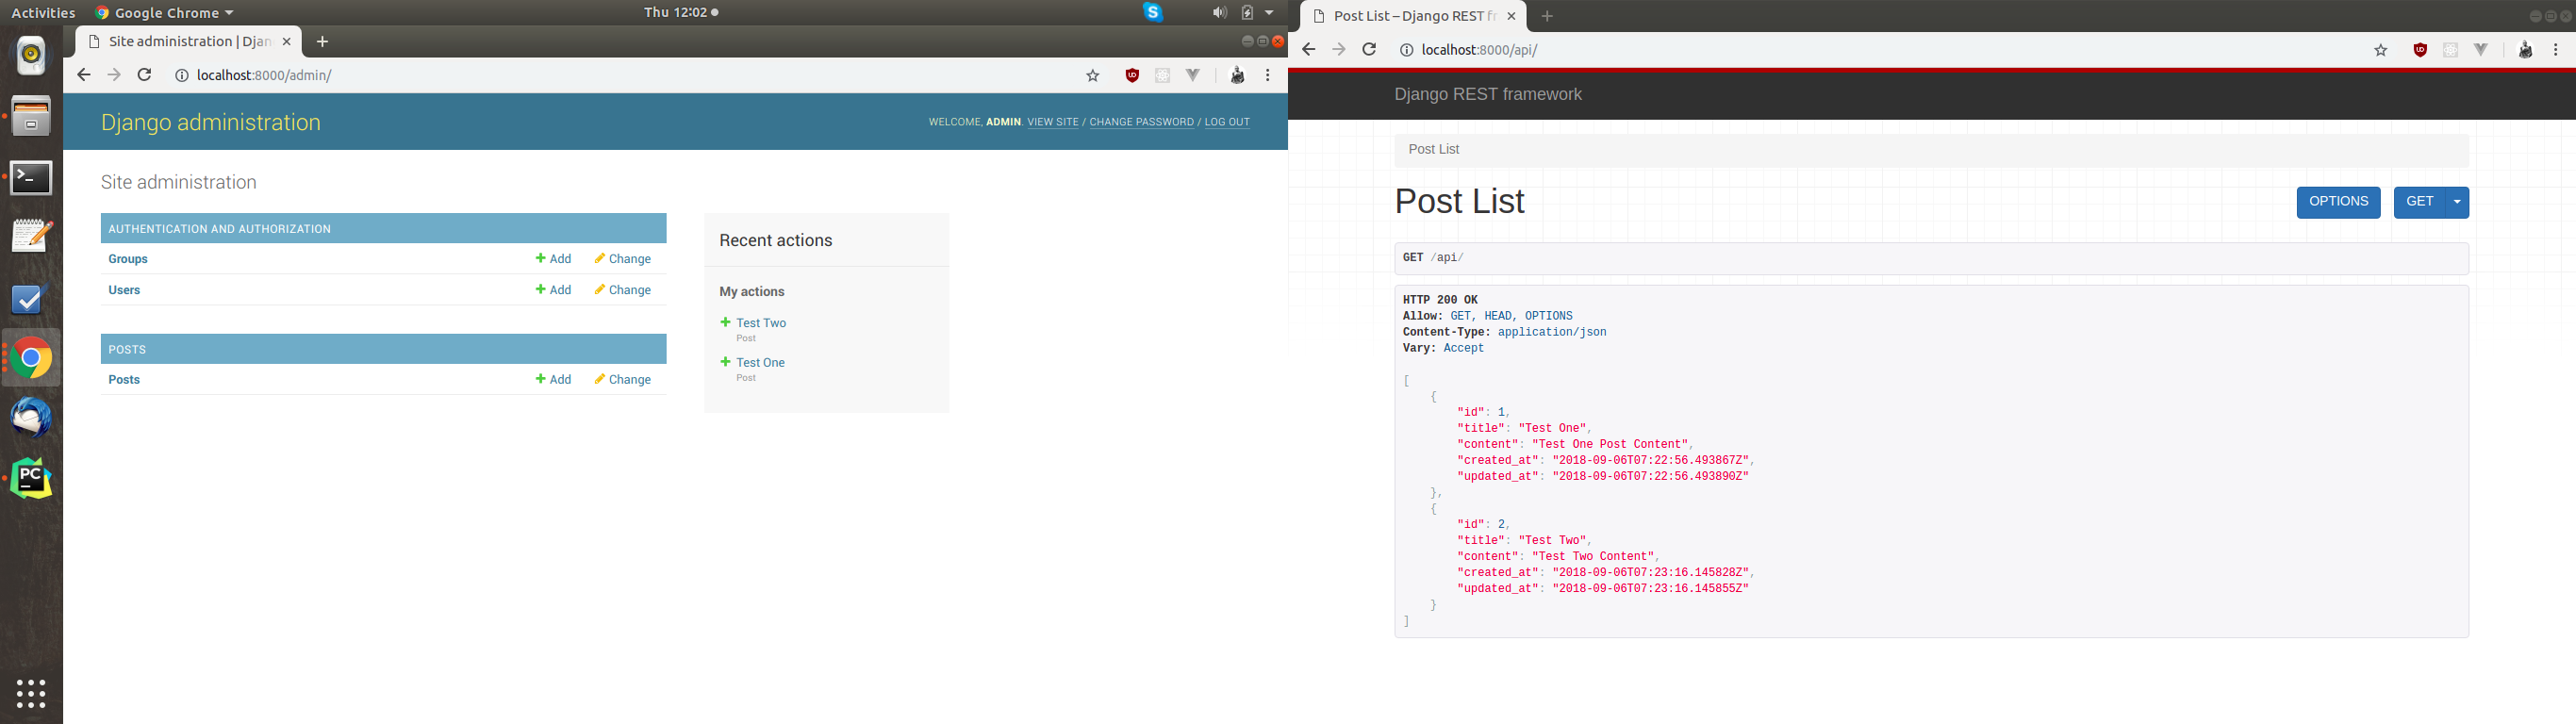 Activities
Google Chrome
Thu 12:02
Site administration | Djan
localhost:8000/admin/
Django administration
WELCOME, ADMIN. VIEW SITE / CHANGE PASSWORD / LOG OUT
Site administration
AUTHENTICATION AND AUTHORIZATION
Groups Add Change
Users Add Change
POSTS
Posts Add Change
Recent actions
My actions
Test Two
Post
Test One
Post
PC
Post List – Django REST fr
localhost:8000/api/
Django REST framework
Post List
Post List
OPTIONS GET
GET /api/
HTTP 200 OK
Allow: GET, HEAD, OPTIONS
Content-Type: application/json
Vary: Accept
[
{
"id": 1,
"title": "Test One",
"content": "Test One Post Content",
"created_at": "2018-09-06T07:22:56.493867Z",
"updated_at": "2018-09-06T07:22:56.493890Z"
},
{
"id": 2,
"title": "Test Two",
"content": "Test Two Content",
"created_at": "2018-09-06T07:23:16.145828Z",
"updated_at": "2018-09-06T07:23:16.145855Z"
}
]